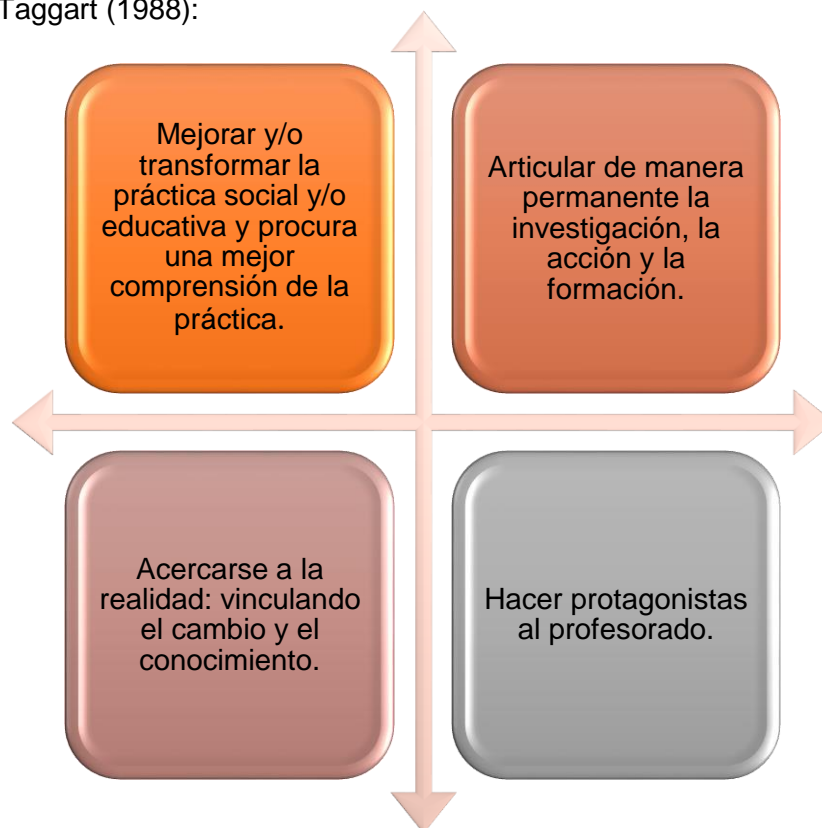 Taggart (1988):
Mejorar y/o
transformar la
práctica social y/o
educativa y procura
una mejor
comprensión de la
práctica.
Articular de manera
permanente la
investigación, la
acción y la
formación.
Acercarse a la
realidad: vinculando
el cambio y el
conocimiento.
Hacer protagonistas
al profesorado.